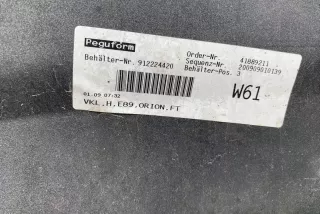 Peguform
Order-Nr. 41089211
Behälter-Nr. 912224420 Sequenz-Nr. 200909010139
Behälter-Pos. 3
W61
01.09 07:32
VKL,H,E89,ORION,FT